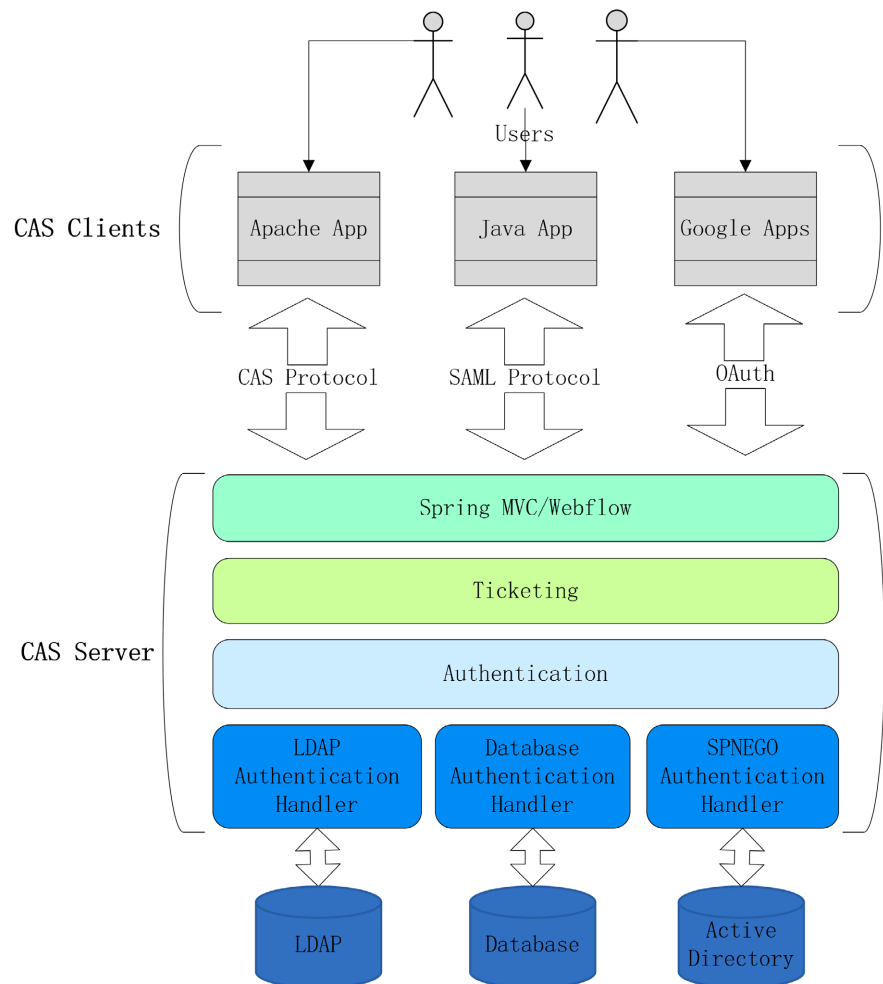 Users
CAS Clients
Apache App
Java App
Google Apps
CAS Protocol
SAML Protocol
OAuth
Spring MVC/Webflow
Ticketing
CAS Server
Authentication
LDAP
Authentication
Handler
Database
Authentication
Handler
SPNEGO
Authentication
Handler
LDAP
Database
Active
Directory